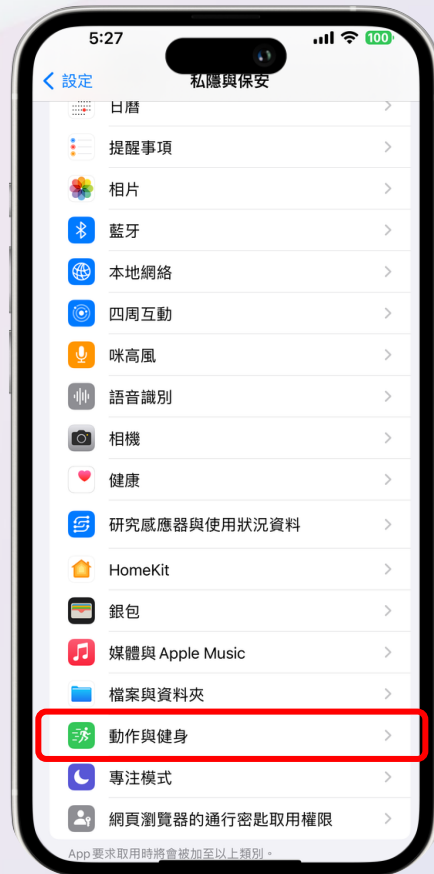 5:27
100
設定
私隱與保安
日曆
提醒事項
相片
藍牙
本地網絡
四周互動
咪高風
語音識別
相機
健康
研究感應器與使用狀況資料
HomeKit
銀包
媒體與 Apple Music
檔案與資料夾
動作與健身
專注模式
網頁瀏覽器的通行密匙取用權限
App 要求取用時將會被加至以上類別。